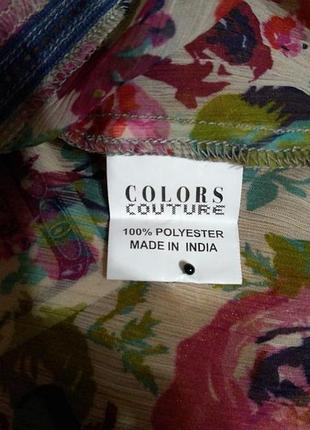 COLORS
COUTURE
100% POLYESTER
MADE IN INDIA